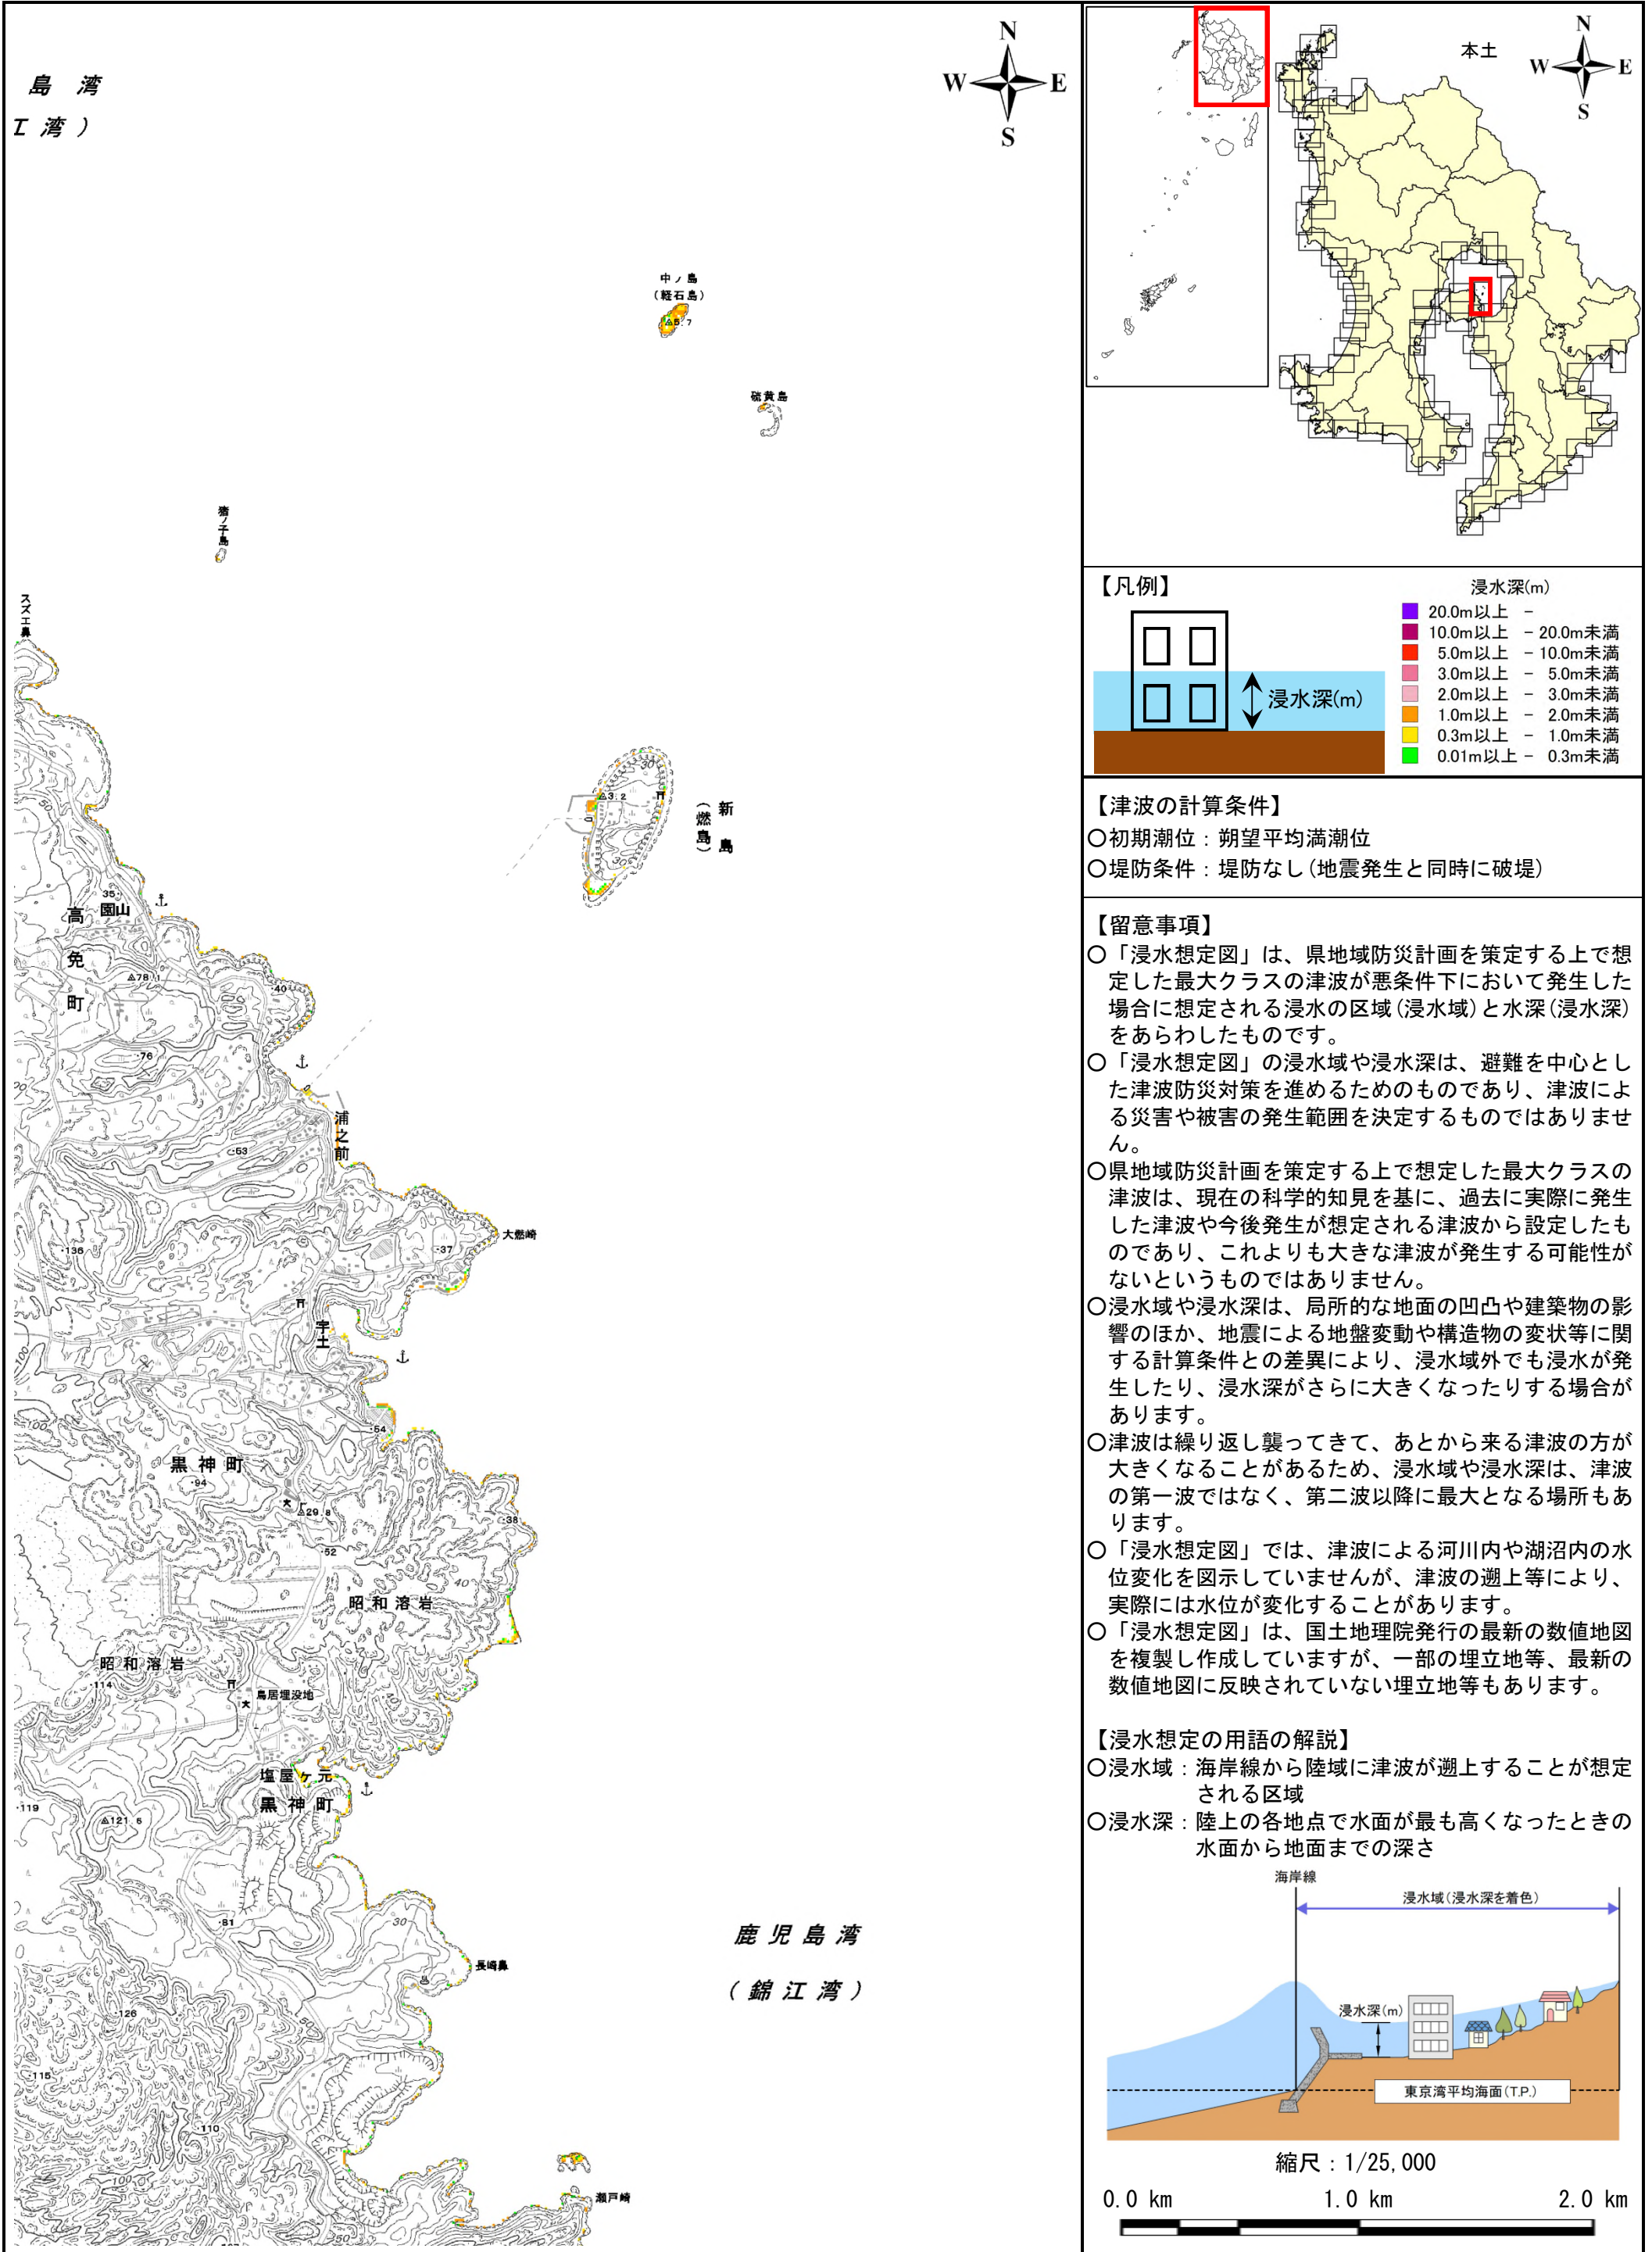 島 湾
江 湾 ）
N
W E
S
中ノ島
（軽石島）
△5.7
硫黄島
猪ノ子島
スズエ鼻
50
30
△3.2
30
新島
（燃島）
35
園山
高免町
△78.1
40
76
浦之前
63
大燃崎
37
136
宇土
100
64
100
黒神町
94
△29.8
38
52
40
昭和溶岩
昭和溶岩
114
鳥居埋没地
40
塩屋ヶ元
黒神町
119
△121.6
81
30
鹿児島湾
（錦江湾）
長崎鼻
126
50
115
110
100
瀬戸崎
50
本土
N
W E
S
【凡例】
浸水深(m)
浸水深(m)
20.0m以上 −
10.0m以上 − 20.0m未満
5.0m以上 − 10.0m未満
3.0m以上 − 5.0m未満
2.0m以上 − 3.0m未満
1.0m以上 − 2.0m未満
0.3m以上 − 1.0m未満
0.01m以上 − 0.3m未満
【津波の計算条件】
○初期潮位：朔望平均満潮位
○堤防条件：堤防なし(地震発生と同時に破堤)
【留意事項】
○「浸水想定図」は、県地域防災計画を策定する上で想
定した最大クラスの津波が悪条件下において発生した
場合に想定される浸水の区域(浸水域)と水深(浸水深)
をあらわしたものです。
○「浸水想定図」の浸水域や浸水深は、避難を中心とし
た津波防災対策を進めるためのものであり、津波によ
る災害や被害の発生範囲を決定するものではありませ
ん。
○県地域防災計画を策定する上で想定した最大クラスの
津波は、現在の科学的知見を基に、過去に実際に発生
した津波や今後発生が想定される津波から設定したも
のであり、これよりも大きな津波が発生する可能性が
ないというものではありません。
○浸水域や浸水深は、局所的な地面の凹凸や建築物の影
響のほか、地震による地盤変動や構造物の変状等に関
する計算条件との差異により、浸水域外でも浸水が発
生したり、浸水深がさらに大きくなったりする場合が
あります。
○津波は繰り返し襲ってきて、あとから来る津波の方が
大きくなることがあるため、浸水域や浸水深は、津波
の第一波ではなく、第二波以降に最大となる場所もあ
ります。
○「浸水想定図」では、津波による河川内や湖沼内の水
位変化を図示していませんが、津波の遡上等により、
実際には水位が変化することがあります。
○「浸水想定図」は、国土地理院発行の最新の数値地図
を複製し作成していますが、一部の埋立地等、最新の
数値地図に反映されていない埋立地等もあります。
【浸水想定の用語の解説】
○浸水域：海岸線から陸域に津波が遡上することが想定
される区域
○浸水深：陸上の各地点で水面が最も高くなったときの
水面から地面までの深さ
海岸線
浸水域(浸水深を着色)
浸水深(m)
東京湾平均海面(T.P.)
縮尺：1/25,000
0.0 km 1.0 km 2.0 km